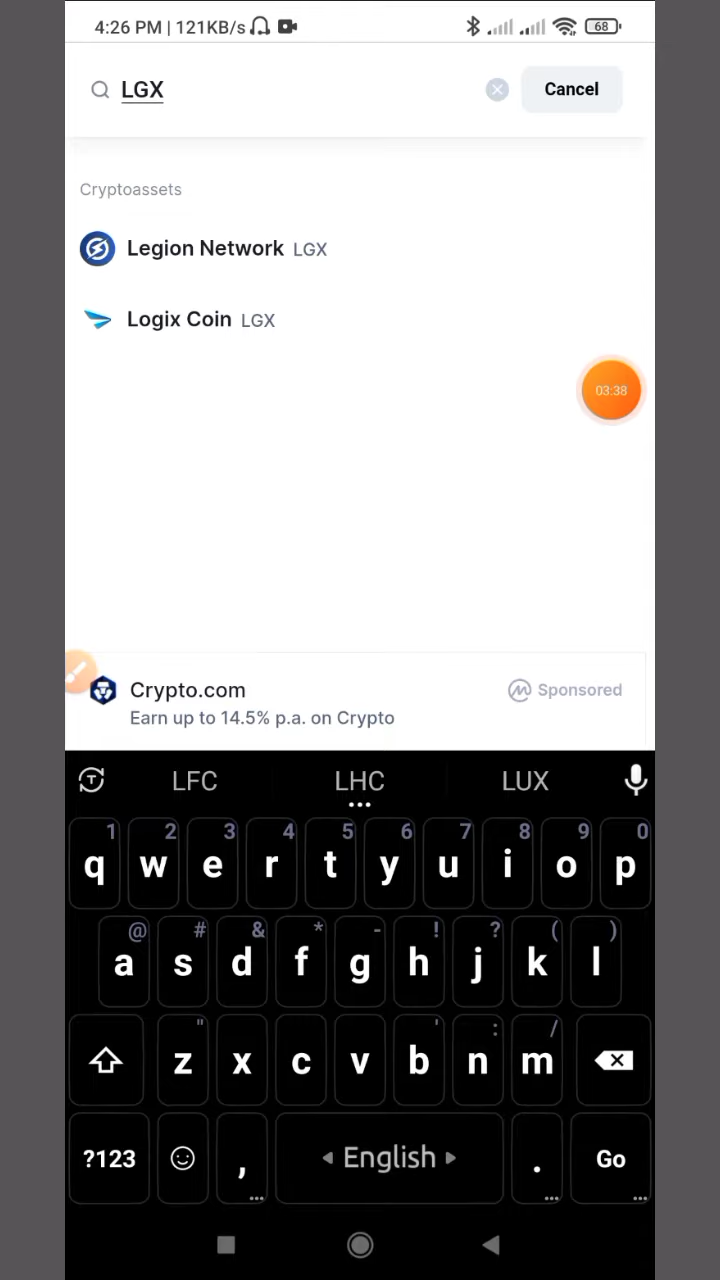 4:26 PM | 121KB/s 68
LGX Cancel
Cryptoassets
Legion Network LGX
Logix Coin LGX
03:38
Crypto.com Sponsored
Earn up to 14.5% p.a. on Crypto
T LFC LHC LUX
1 2 3 4 5 6 7 8 9 0
q w e r t y u i o p
@ # & * - ! ? ( )
a s d f g h j k l
" ' : /
z x c v b n m
?123 , English . Go